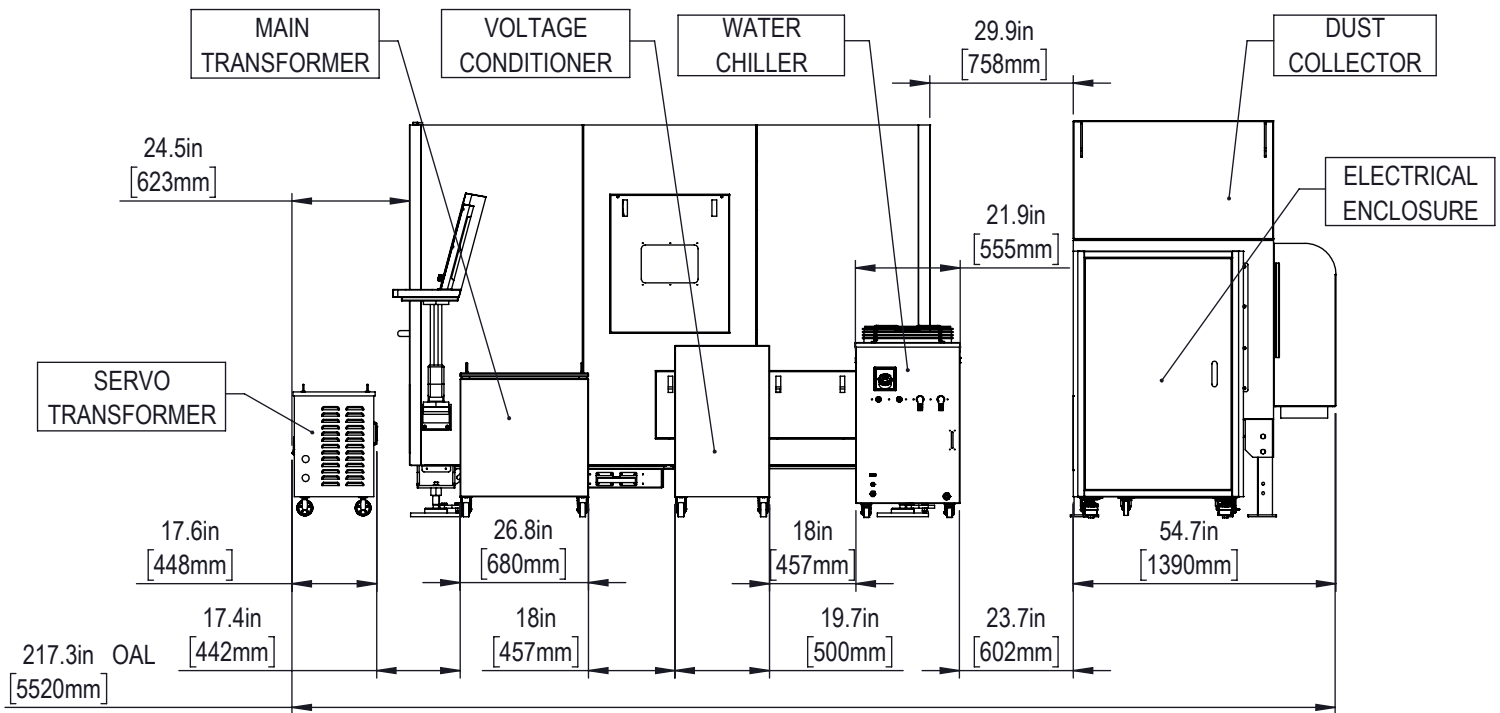 MAIN
TRANSFORMER
VOLTAGE
CONDITIONER
WATER
CHILLER
29.9in
[758mm]
DUST
COLLECTOR
24.5in
[623mm]
ELECTRICAL
ENCLOSURE
21.9in
[555mm]
SERVO
TRANSFORMER
17.6in
[448mm]
26.8in
[680mm]
18in
[457mm]
54.7in
[1390mm]
17.4in
[442mm]
18in
[457mm]
19.7in
[500mm]
23.7in
[602mm]
217.3in OAL
[5520mm]